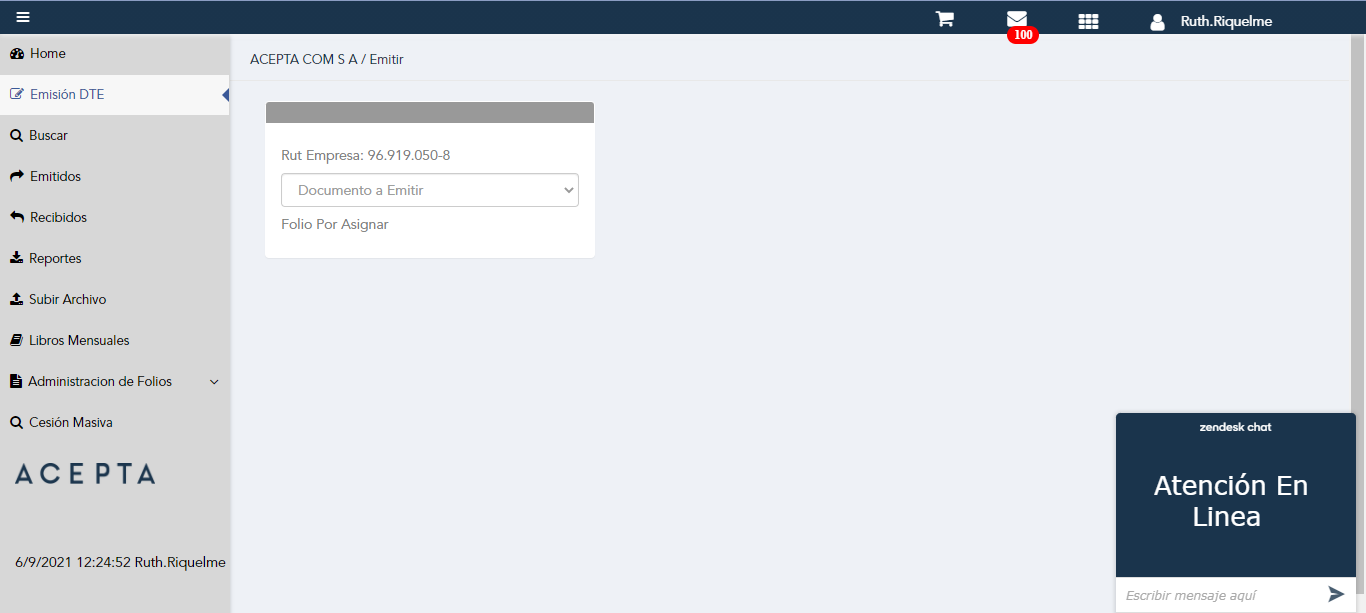 100
Ruth.Riquelme
Home
Emisión DTE
Buscar
Emitidos
Recibidos
Reportes
Subir Archivo
Libros Mensuales
Administracion de Folios
Cesión Masiva
ACEPTA
6/9/2021 12:24:52 Ruth.Riquelme
ACEPTA COM S A / Emitir
Rut Empresa: 96.919.050-8
Documento a Emitir
Folio Por Asignar
zendesk chat
Atención En
Linea
Escribir mensaje aquí